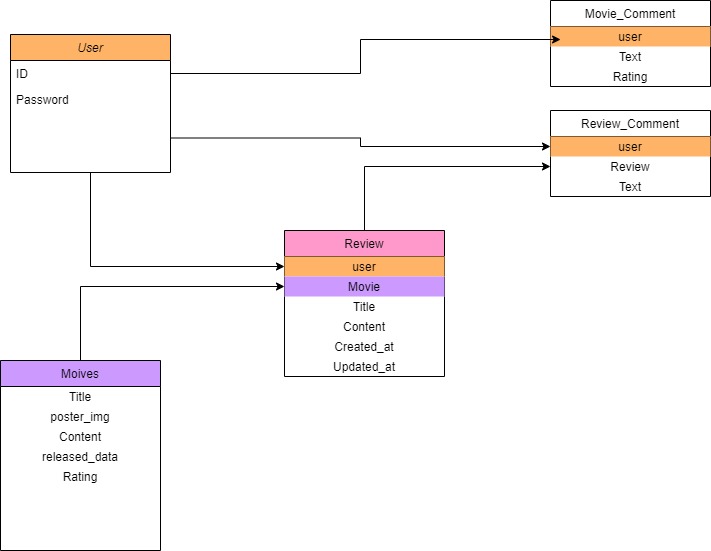 User
ID
Password
Movie_Comment
user
Text
Rating
Review_Comment
user
Review
Text
Review
user
Movie
Title
Content
Created_at
Updated_at
Moives
Title
poster_img
Content
released_data
Rating